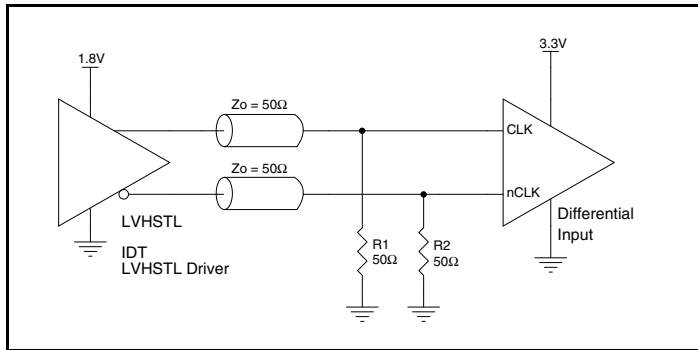 1.8V
3.3V
Zo = 50Ω
CLK
Zo = 50Ω
nCLK
LVHSTL
IDT
LVHSTL Driver
R1
50Ω
R2
50Ω
Differential
Input